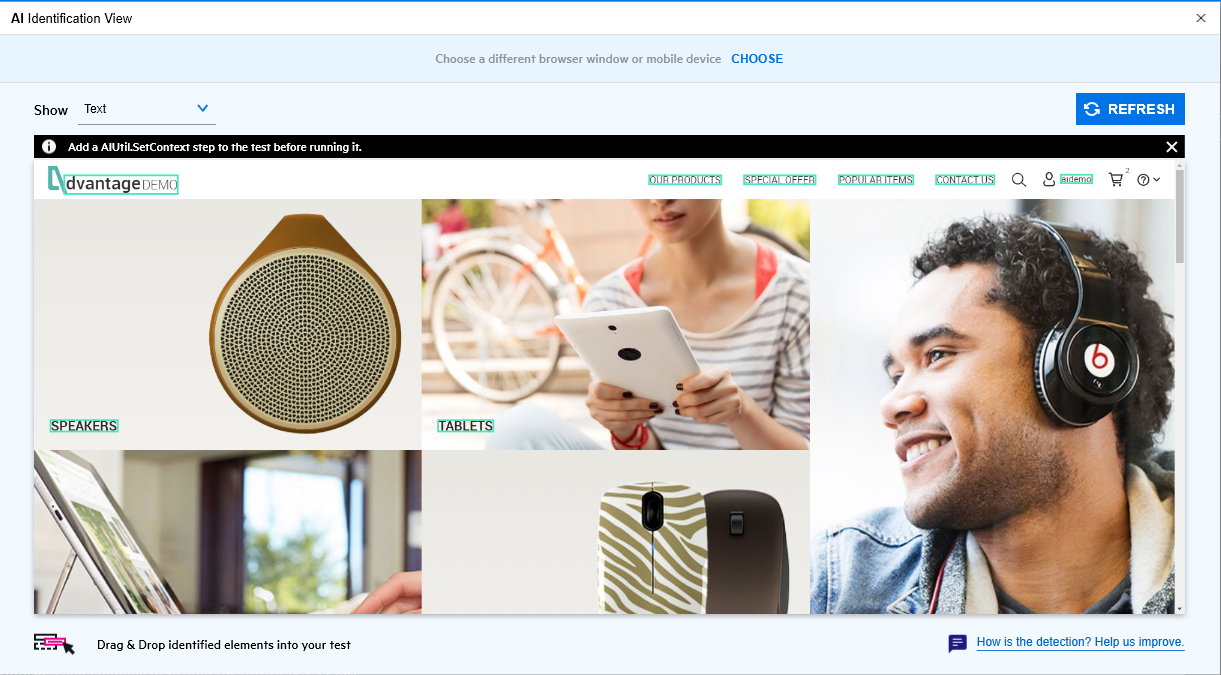 AI Identification View
Choose a different browser window or mobile device CHOOSE
Show Text
REFRESH
Add a AIUtil.SetContext step to the test before running it.
dvantage DEMO
OUR PRODUCTS SPECIAL OFFER POPULAR ITEMS CONTACT US aidemo 2
SPEAKERS
TABLETS
Drag & Drop identified elements into your test
How is the detection? Help us improve.